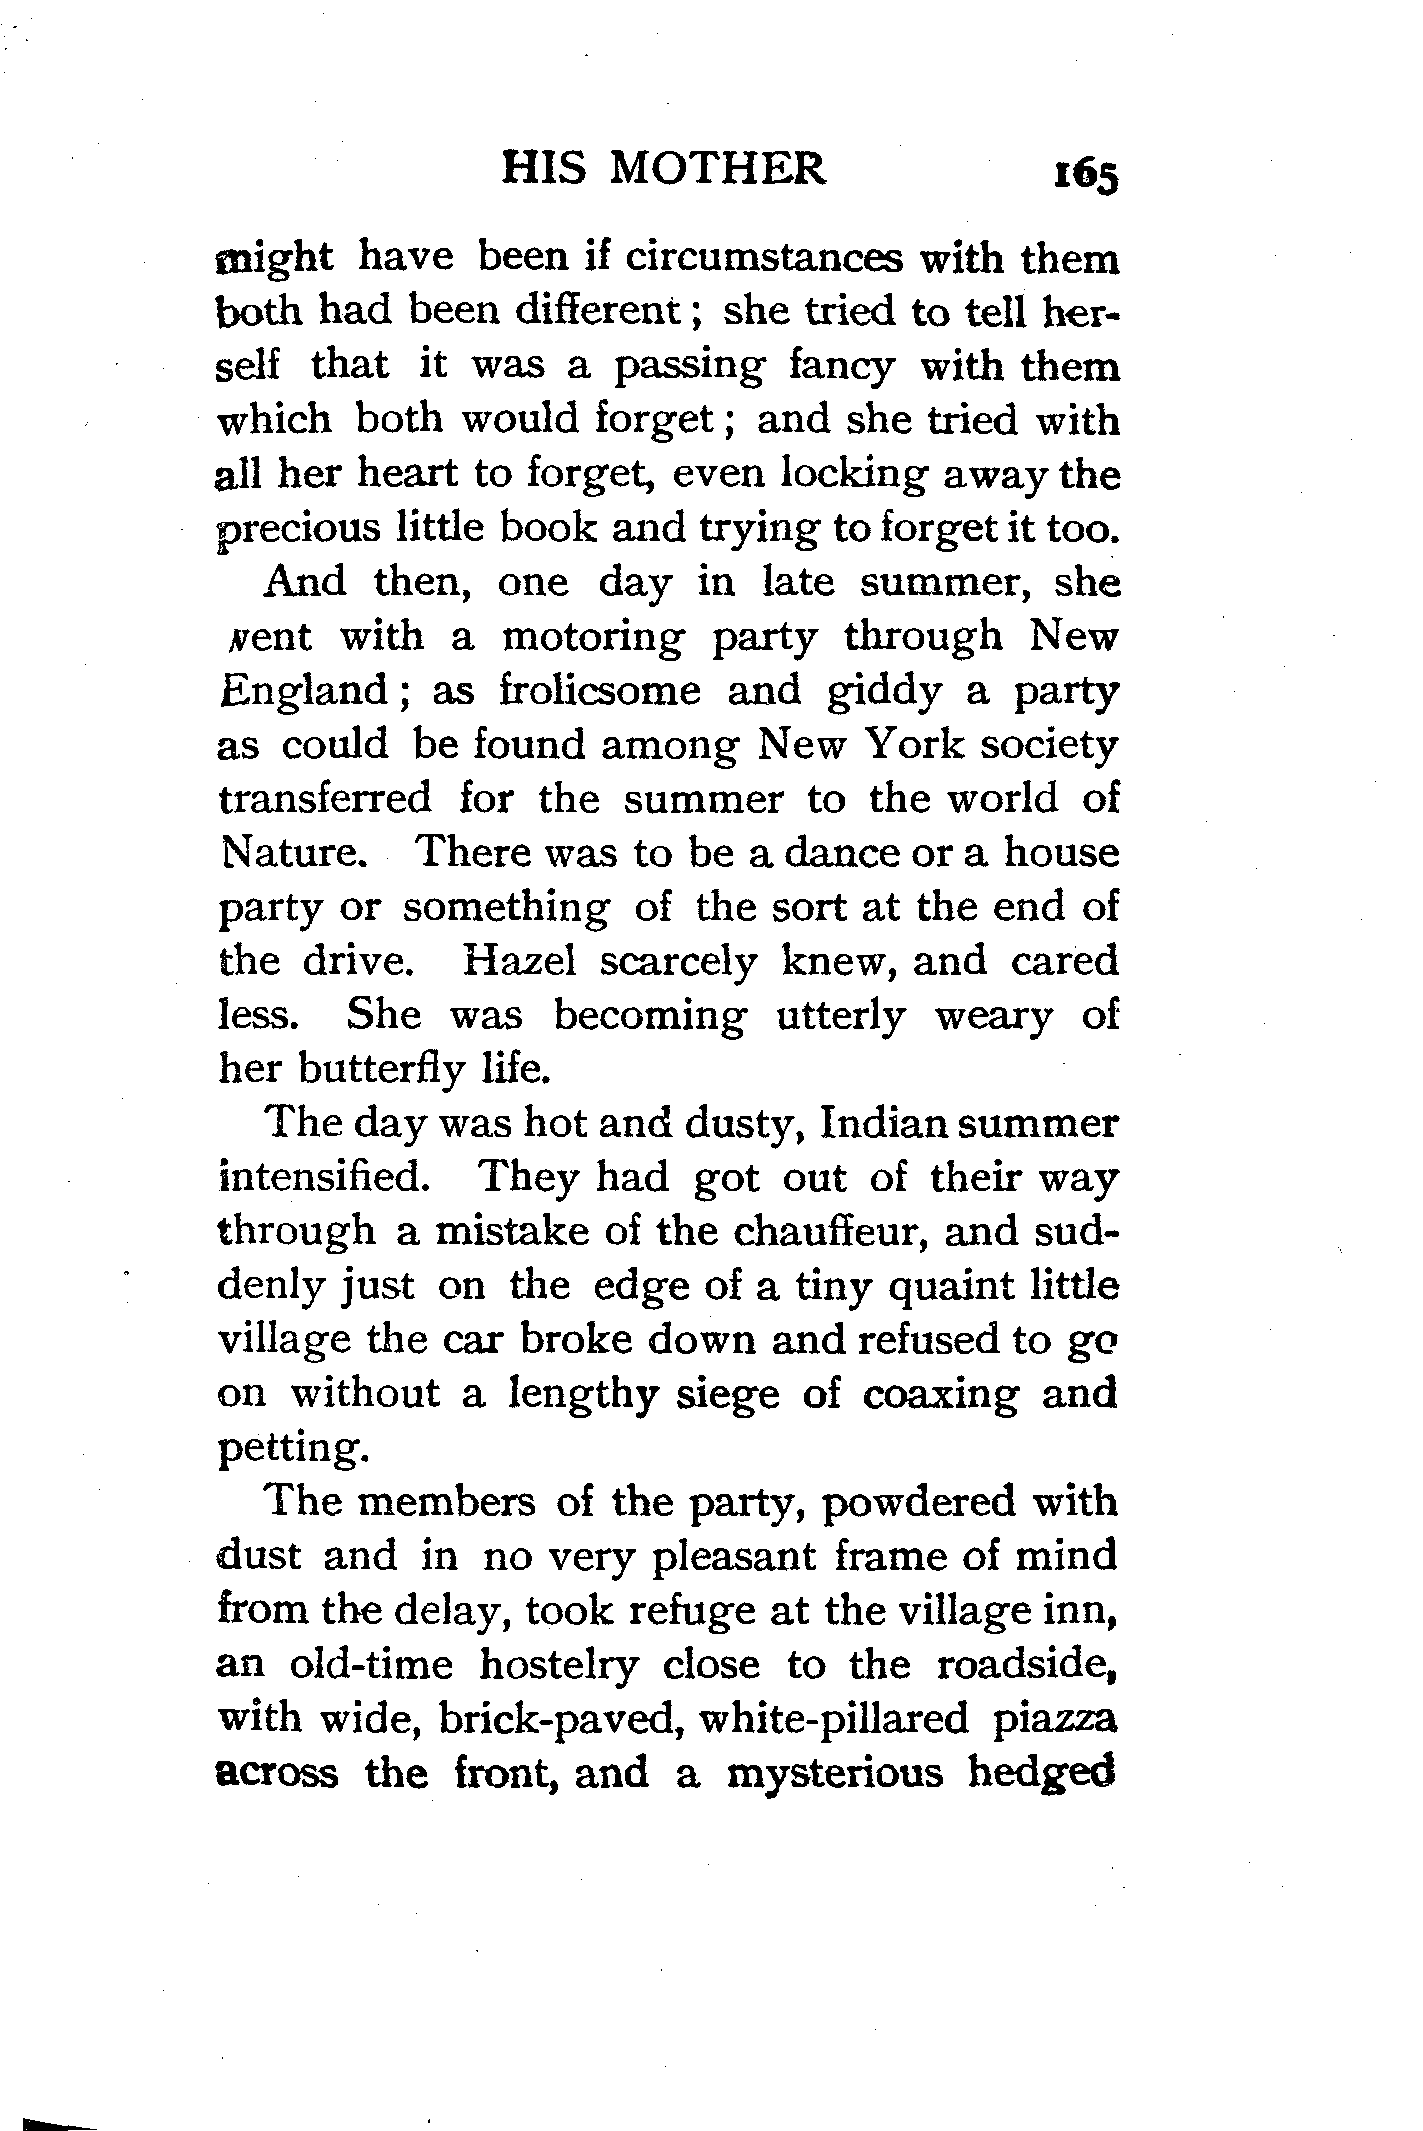 HIS MOTHER 165
might have been if circumstances with them
both had been different; she tried to tell her-
self that it was a passing fancy with them
which both would forget; and she tried with
all her heart to forget, even locking away the
precious little book and trying to forget it too.
And then, one day in late summer, she
went with a motoring party through New
England; as frolicsome and giddy a party
as could be found among New York society
transferred for the summer to the world of
Nature. There was to be a dance or a house
party or something of the sort at the end of
the drive. Hazel scarcely knew, and cared
less. She was becoming utterly weary of
her butterfly life.
The day was hot and dusty, Indian summer
intensified. They had got out of their way
through a mistake of the chauffeur, and sud-
denly just on the edge of a tiny quaint little
village the car broke down and refused to go
on without a lengthy siege of coaxing and
petting.
The members of the party, powdered with
dust and in no very pleasant frame of mind
from the delay, took refuge at the village inn,
an old-time hostelry close to the roadside,
with wide, brick-paved, white-pillared piazza
across the front, and a mysterious hedged